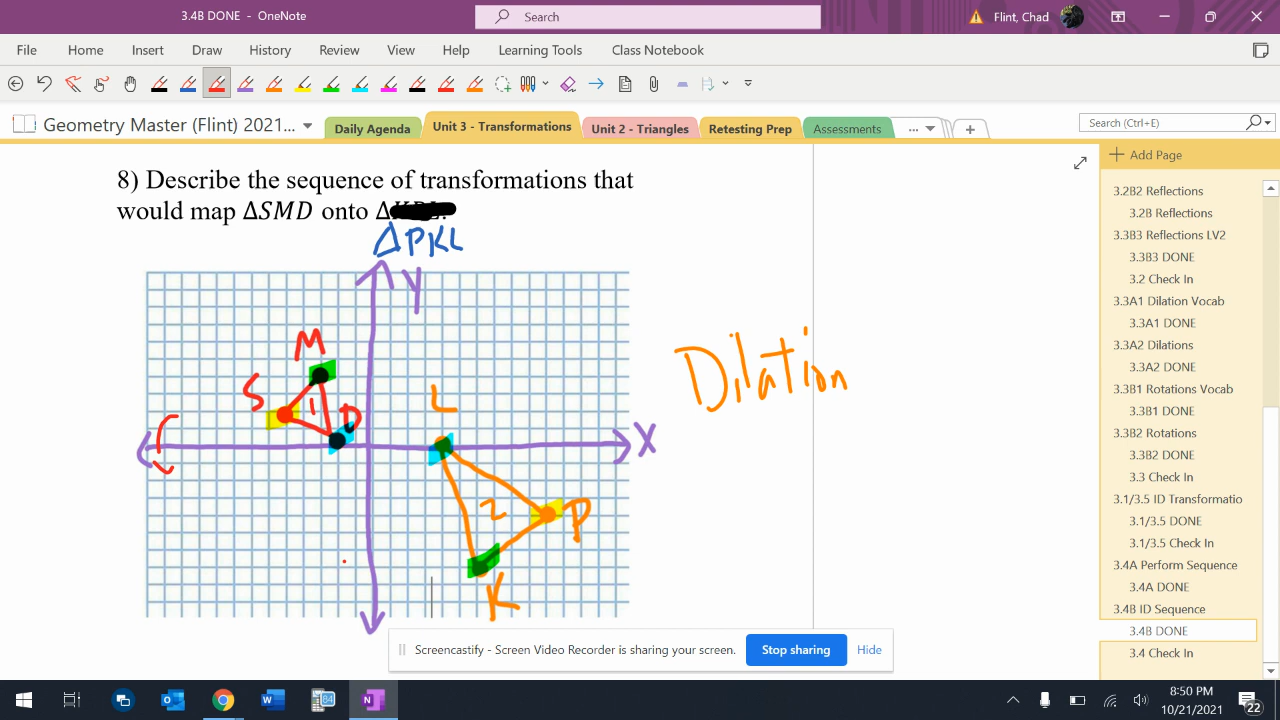 3.4B DONE - OneNote
Search
Flint, Chad
File Home Insert Draw History Review View Help Learning Tools Class Notebook
Geometry Master (Flint) 2021...
Daily Agenda
Unit 3 - Transformations
Unit 2 - Triangles
Retesting Prep
Assessments
...
Search (Ctrl+E)
Add Page
8) Describe the sequence of transformations that
would map ΔSMD onto Δ
ΔPKL
Y
M
S
1
D
L
X
2
P
K
Dilation
3.2B2 Reflections
3.2B Reflections
3.3B3 Reflections LV2
3.3B3 DONE
3.2 Check In
3.3A1 Dilation Vocab
3.3A1 DONE
3.3A2 Dilations
3.3A2 DONE
3.3B1 Rotations Vocab
3.3B1 DONE
3.3B2 Rotations
3.3B2 DONE
3.3 Check In
3.1/3.5 ID Transformatio
3.1/3.5 DONE
3.1/3.5 Check In
3.4A Perform Sequence
3.4A DONE
3.4B ID Sequence
3.4B DONE
3.4 Check In
Screencastify - Screen Video Recorder is sharing your screen.
Stop sharing
Hide
84
8:50 PM
10/21/2021
22